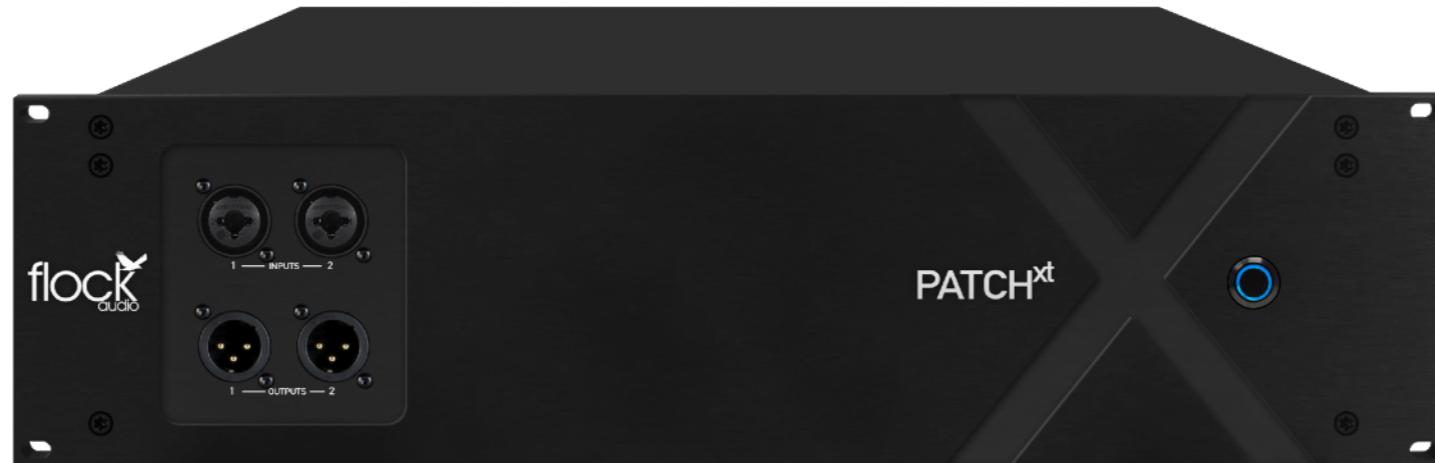 flock
audio
1 — INPUTS — 2
1 — OUTPUTS — 2
PATCHxt